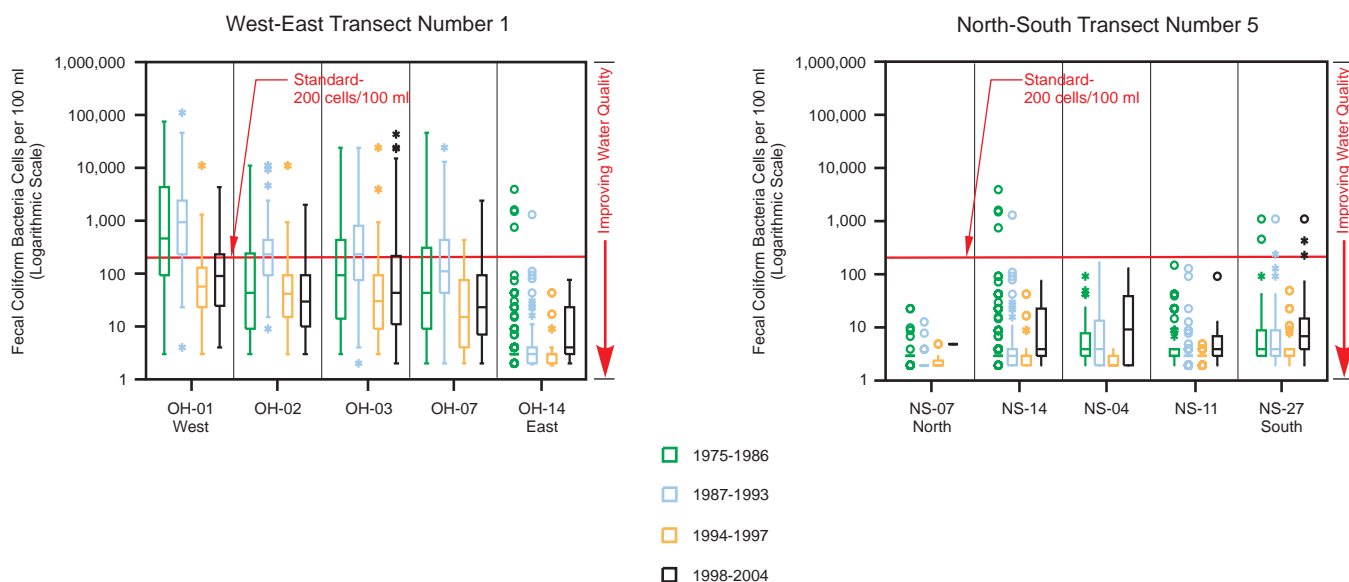 West-East Transect Number 1
Fecal Coliform Bacteria Cells per 100 ml
(Logarithmic Scale)
1,000,000
100,000
10,000
1,000
100
10
1
Standard-
200 cells/100 ml
Improving Water Quality
OH-01
West
OH-02
OH-03
OH-07
OH-14
East
North-South Transect Number 5
Fecal Coliform Bacteria Cells per 100 ml
(Logarithmic Scale)
1,000,000
100,000
10,000
1,000
100
10
1
Standard-
200 cells/100 ml
Improving Water Quality
NS-07
North
NS-14
NS-04
NS-11
NS-27
South
1975-1986
1987-1993
1994-1997
1998-2004